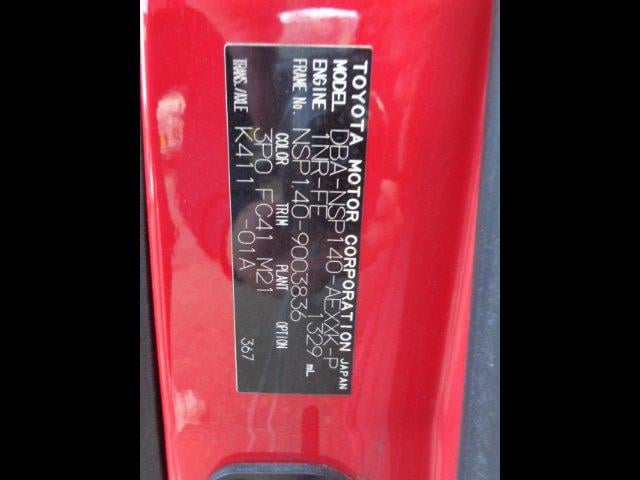 TOYOTA MOTOR CORPORATION JAPAN
MODEL DBA-NSP140-AEXXK-P
ENGINE 1NR-FE 1329 mL
FRAME No. NSP140-9003836
COLOR TRIM PLANT OPTION
3P0 FC41 M21
TRANS./AXLE K411 -01A
367